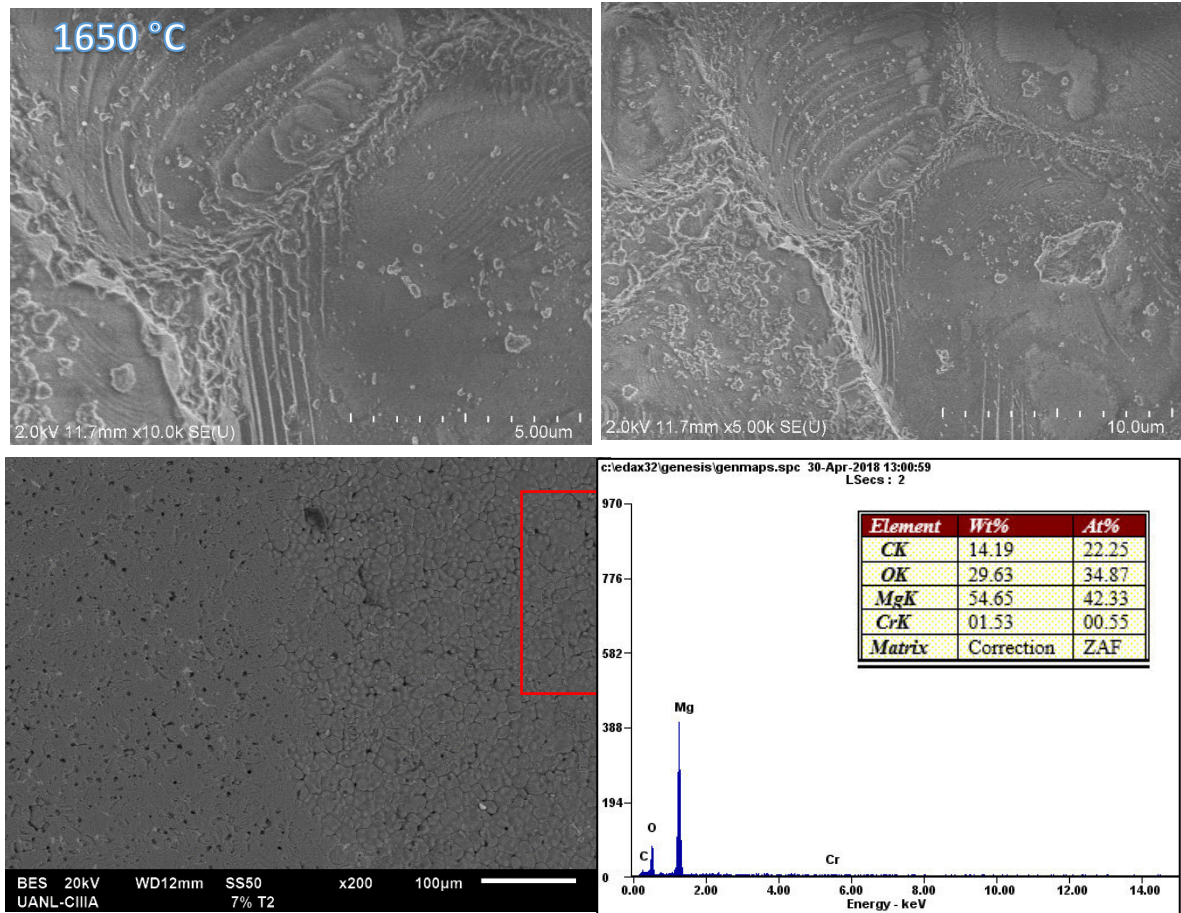 1650 °C
2.0kV 11.7mm x10.0k SE(U) 5.00um
2.0kV 11.7mm x5.00k SE(U) 10.0um
BES 20kV WD12mm SS50 x200 100μm
UANL-CIIIA 7% T2
c:\edax32\genesis\genmaps.spc 30-Apr-2018 13:00:59
LSecs : 2
970
776
582
388
194
0
Element Wt% At%
CK 14.19 22.25
OK 29.63 34.87
MgK 54.65 42.33
CrK 01.53 00.55
Matrix Correction ZAF
Mg
O
C
Cr
0.00 2.00 4.00 6.00 8.00 10.00 12.00 14.00
Energy - keV